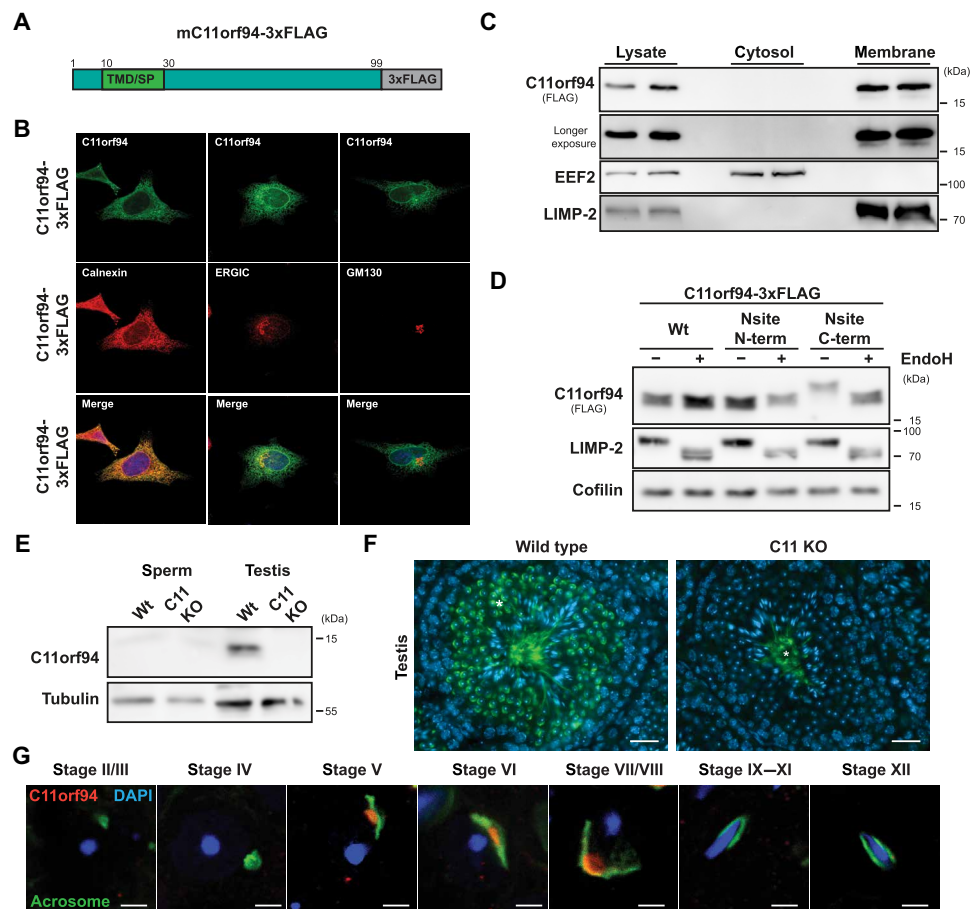 A
mC11orf94-3xFLAG
1 10 30 99
TMD/SP
3xFLAG
B
C11orf94-
3xFLAG
C11orf94
C11orf94
C11orf94
C11orf94-
3xFLAG
Calnexin
ERGIC
GM130
C11orf94-
3xFLAG
Merge
Merge
Merge
C
Lysate Cytosol Membrane
(kDa)
C11orf94
(FLAG)
15
Longer
exposure
15
EEF2
100
LIMP-2
70
D
C11orf94-3xFLAG
Wt
Nsite
N-term
Nsite
C-term
− + − + − + EndoH
(kDa)
C11orf94
(FLAG)
15
100
LIMP-2
70
Cofilin
15
E
Sperm Testis
Wt C11 KO Wt C11 KO
(kDa)
15
C11orf94
Tubulin
55
F
Wild type C11 KO
Testis
*
*
G
Stage II/III Stage IV Stage V Stage VI Stage VII/VIII Stage IX—XI Stage XII
C11orf94 DAPI
Acrosome